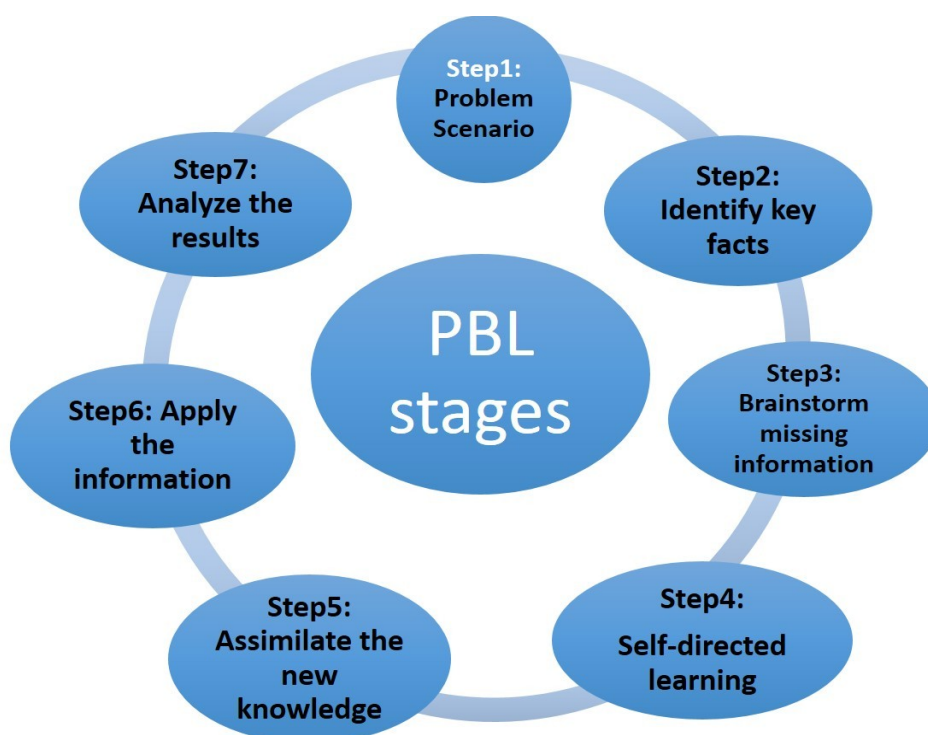 Step1:
Problem
Scenario
Step2:
Identify key
facts
Step3:
Brainstorm
missing
information
Step4:
Self-directed
learning
Step5:
Assimilate the
new
knowledge
Step6: Apply
the
information
Step7:
Analyze the
results
PBL
stages